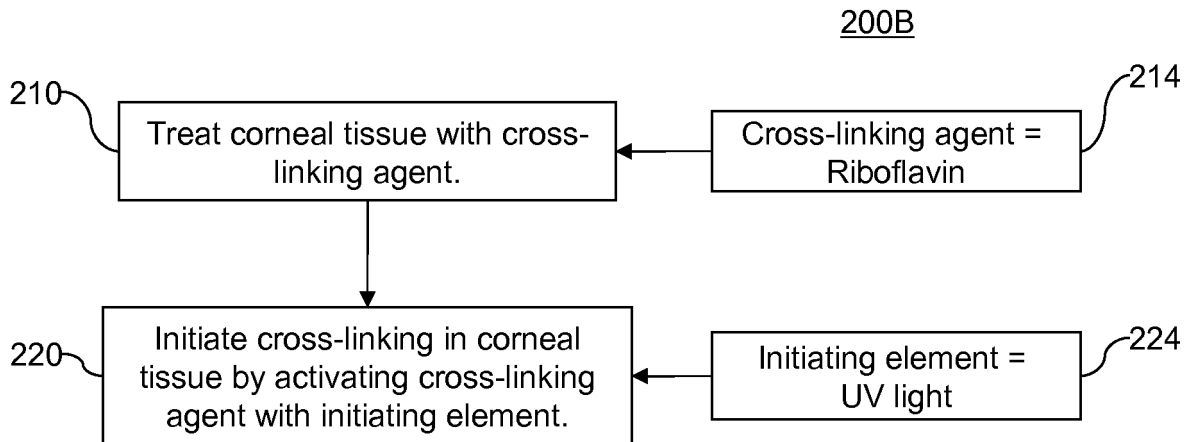 200B
210
Treat corneal tissue with cross-
linking agent.
Cross-linking agent =
Riboflavin
214
220
Initiate cross-linking in corneal
tissue by activating cross-linking
agent with initiating element.
Initiating element =
UV light
224